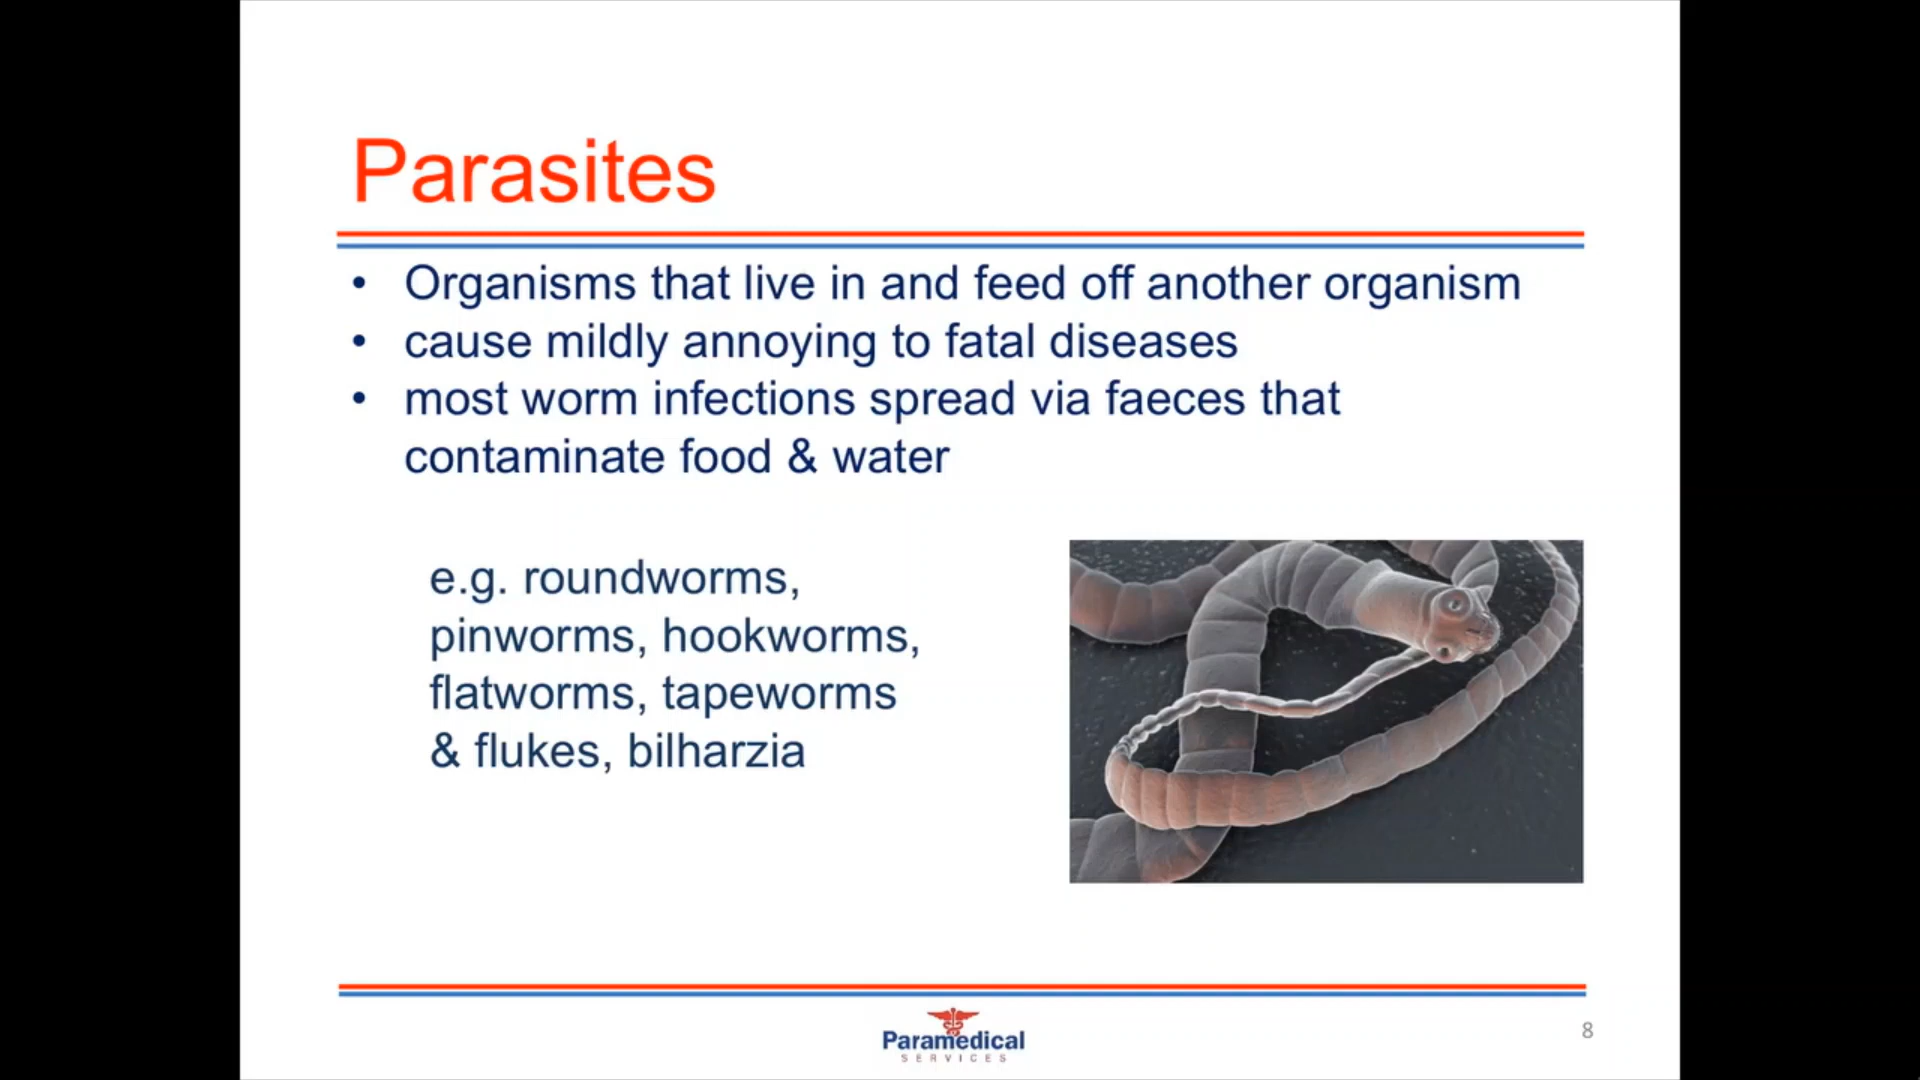 Parasites
• Organisms that live in and feed off another organism
• cause mildly annoying to fatal diseases
• most worm infections spread via faeces that
contaminate food & water
e.g. roundworms,
pinworms, hookworms,
flatworms, tapeworms
& flukes, bilharzia
Paramedical
SERVICES
8